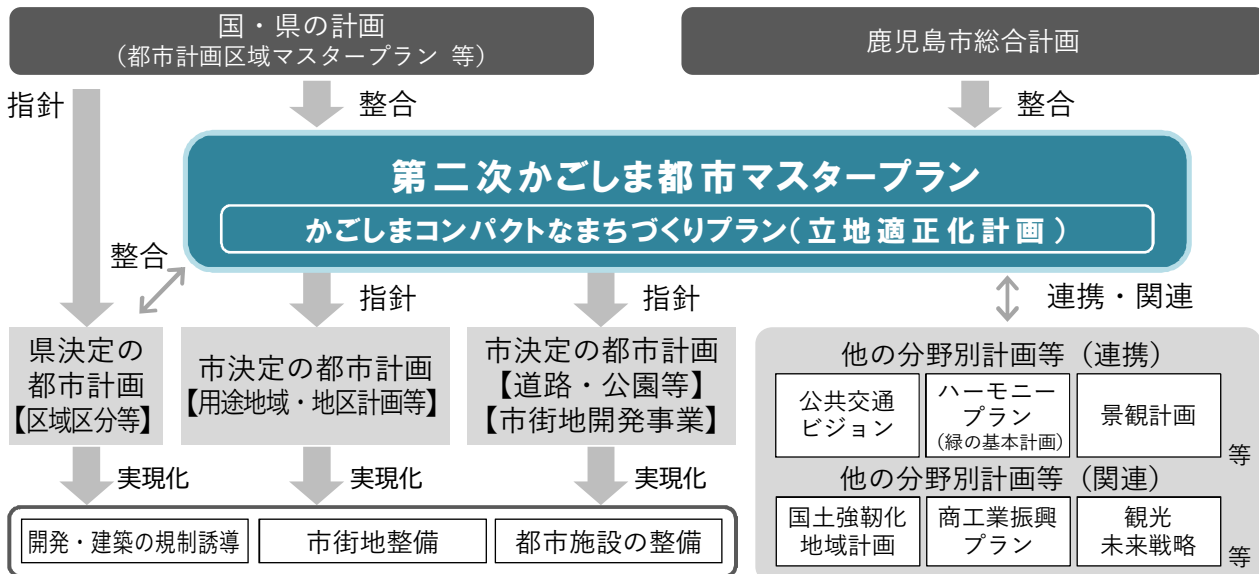 国・県の計画
（都市計画区域マスタープラン 等）
鹿児島市総合計画
指針
整合
整合
第二次かごしま都市マスタープラン
かごしまコンパクトなまちづくりプラン（立地適正化計画）
整合
指針
指針
連携・関連
県決定の
都市計画
【区域区分等】
市決定の都市計画
【用途地域・地区計画等】
市決定の都市計画
【道路・公園等】
【市街地開発事業】
他の分野別計画等（連携）
公共交通
ビジョン
ハーモニー
プラン
（緑の基本計画）
景観計画
等
他の分野別計画等（関連）
国土強靭化
地域計画
商工業振興
プラン
観光
未来戦略
等
実現化
実現化
実現化
開発・建築の規制誘導
市街地整備
都市施設の整備